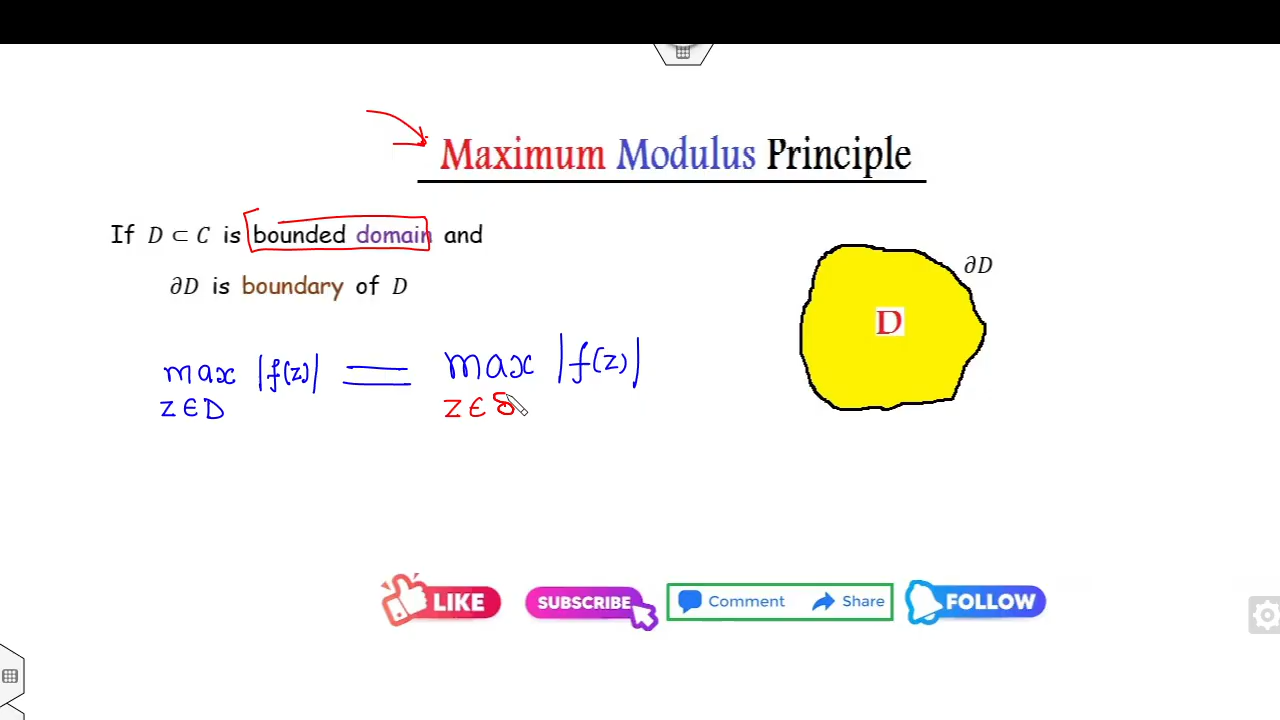 Maximum Modulus Principle
If D ⊂ C is bounded domain and
∂D is boundary of D
∂D
D
max |f(z)| = max |f(z)|
z∈D z∈
LIKE
SUBSCRIBE
Comment Share
FOLLOW